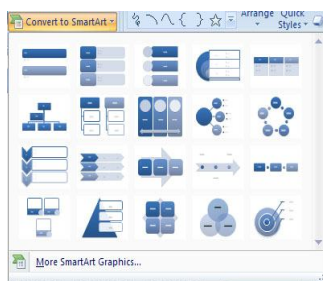 Convert to SmartArt
Arrange Quick
Styles
More SmartArt Graphics...